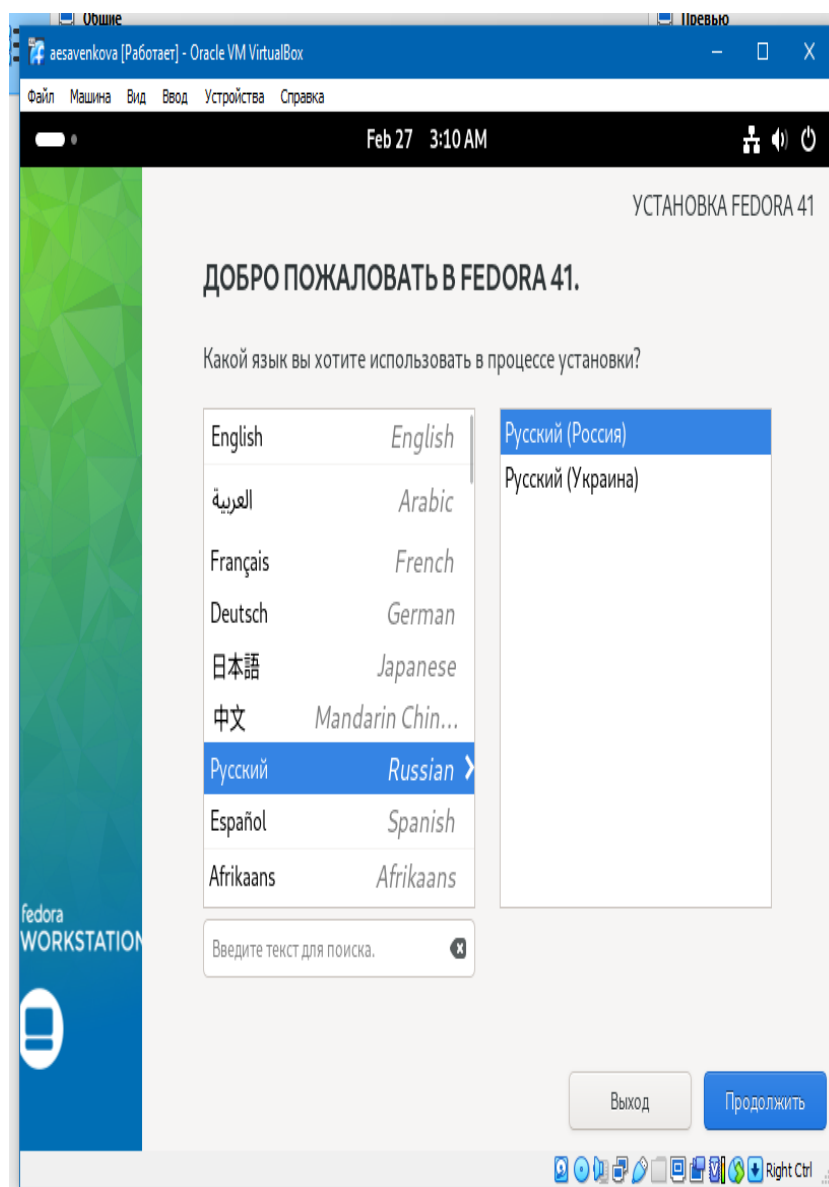 Общие Превью
aesavenkova [Работает] - Oracle VM VirtualBox
Файл Машина Вид Ввод Устройства Справка
Feb 27 3:10 AM
УСТАНОВКА FEDORA 41
ДОБРО ПОЖАЛОВАТЬ В FEDORA 41.
Какой язык вы хотите использовать в процессе установки?
English English
العربية Arabic
Français French
Deutsch German
日本語 Japanese
中文 Mandarin Chin...
Русский Russian
Español Spanish
Afrikaans Afrikaans
Русский (Россия)
Русский (Украина)
Введите текст для поиска.
fedora
WORKSTATION
Выход Продолжить
Right Ctrl